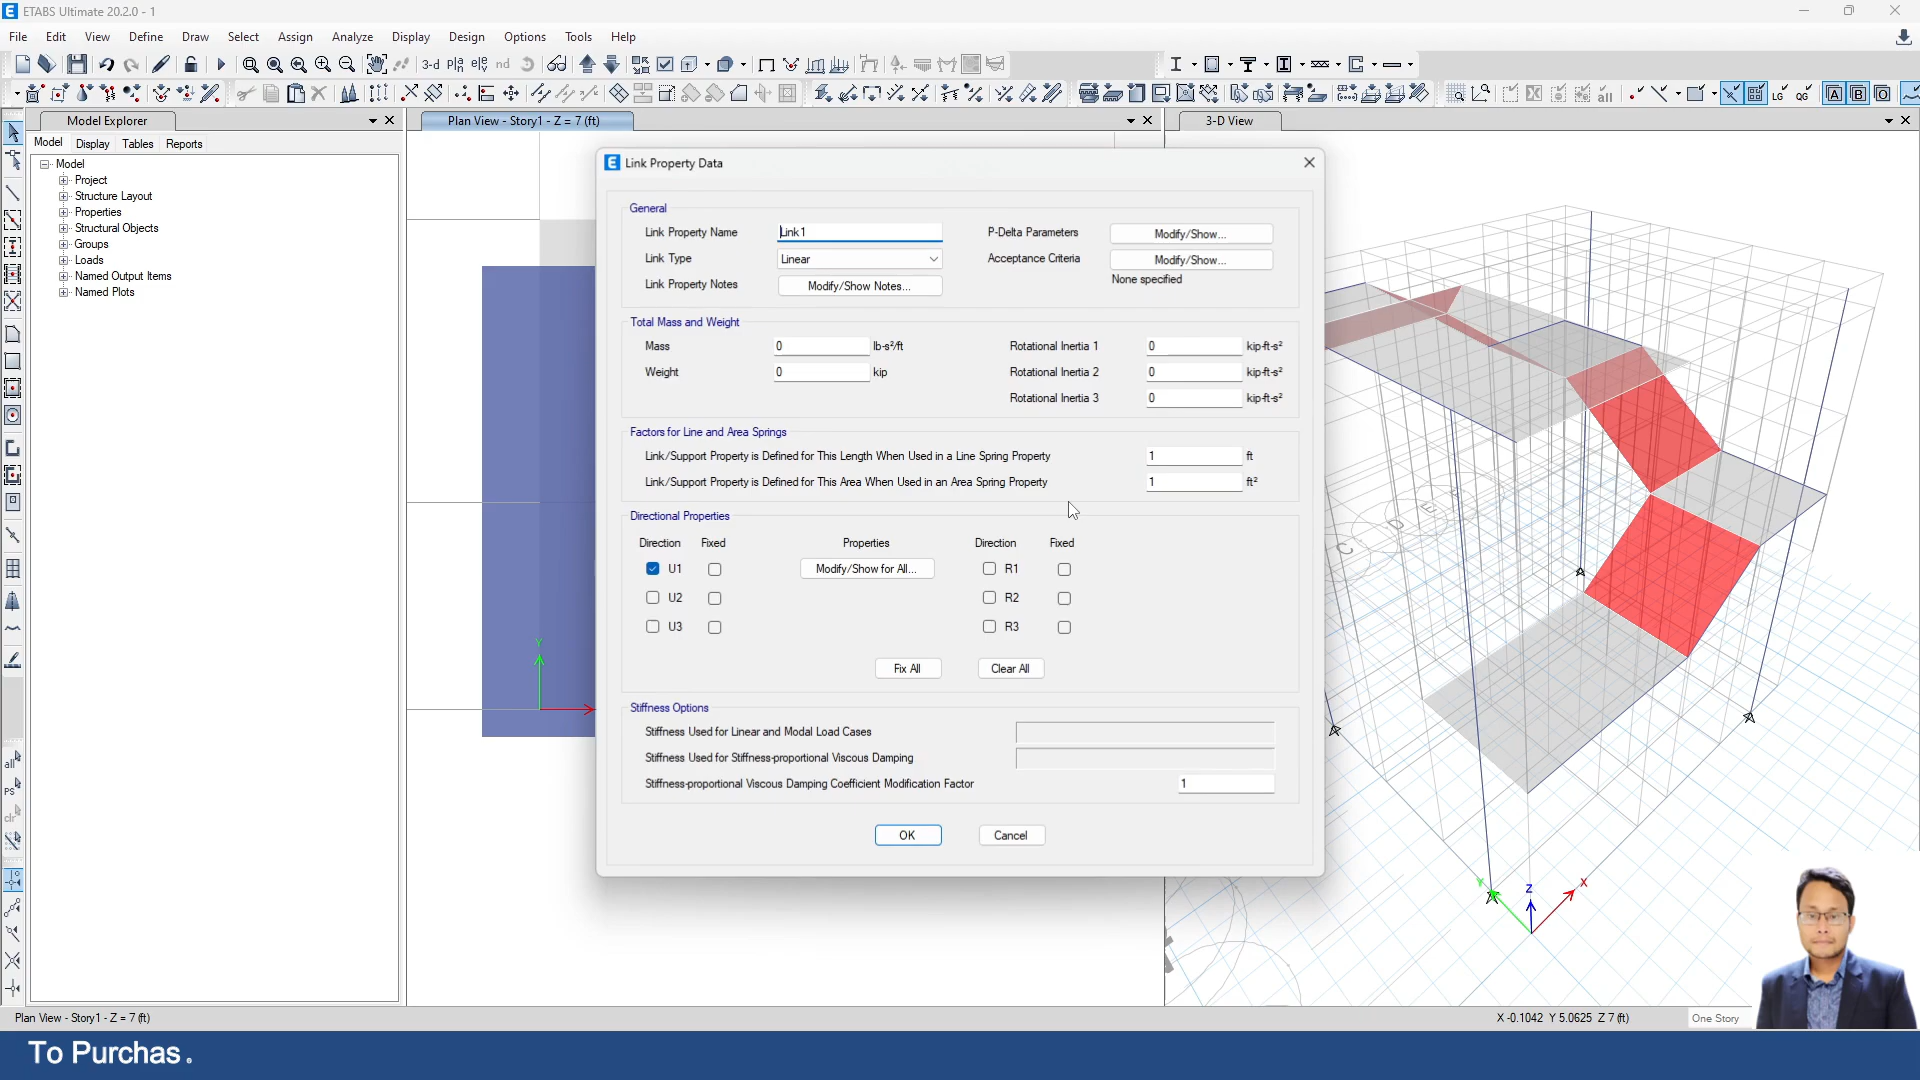 ETABS Ultimate 20.2.0 - 1
File Edit View Define Draw Select Assign Analyze Display Design Options Tools Help
3-d
nd
LG
QG
A B O
Model Explorer
Plan View - Story1 - Z = 7 (ft)
3-D View
Model Display Tables Reports
Model
Project
Structure Layout
Properties
Structural Objects
Groups
Loads
Named Output Items
Named Plots
Link Property Data
General
Link Property Name
Link1
P-Delta Parameters
Modify/Show...
Link Type
Linear
Acceptance Criteria
Modify/Show...
Link Property Notes
Modify/Show Notes...
None specified
Total Mass and Weight
Mass 0 lb-s²/ft
Rotational Inertia 1 0 kip-ft-s²
Weight 0 kip
Rotational Inertia 2 0 kip-ft-s²
Rotational Inertia 3 0 kip-ft-s²
Factors for Line and Area Springs
Link/Support Property is Defined for This Length When Used in a Line Spring Property 1 ft
Link/Support Property is Defined for This Area When Used in an Area Spring Property 1 ft²
Directional Properties
Direction Fixed Properties Direction Fixed
U1 Modify/Show for All... R1
U2 R2
U3 R3
Fix All Clear All
Stiffness Options
Stiffness Used for Linear and Modal Load Cases
Stiffness Used for Stiffness-proportional Viscous Damping
Stiffness-proportional Viscous Damping Coefficient Modification Factor 1
OK Cancel
Y
C D E F
Y Z X
all
PS
clr
Plan View - Story1 - Z = 7 (ft)
X -0.1042 Y 5.0625 Z 7 (ft)
One Story
To Purchas .